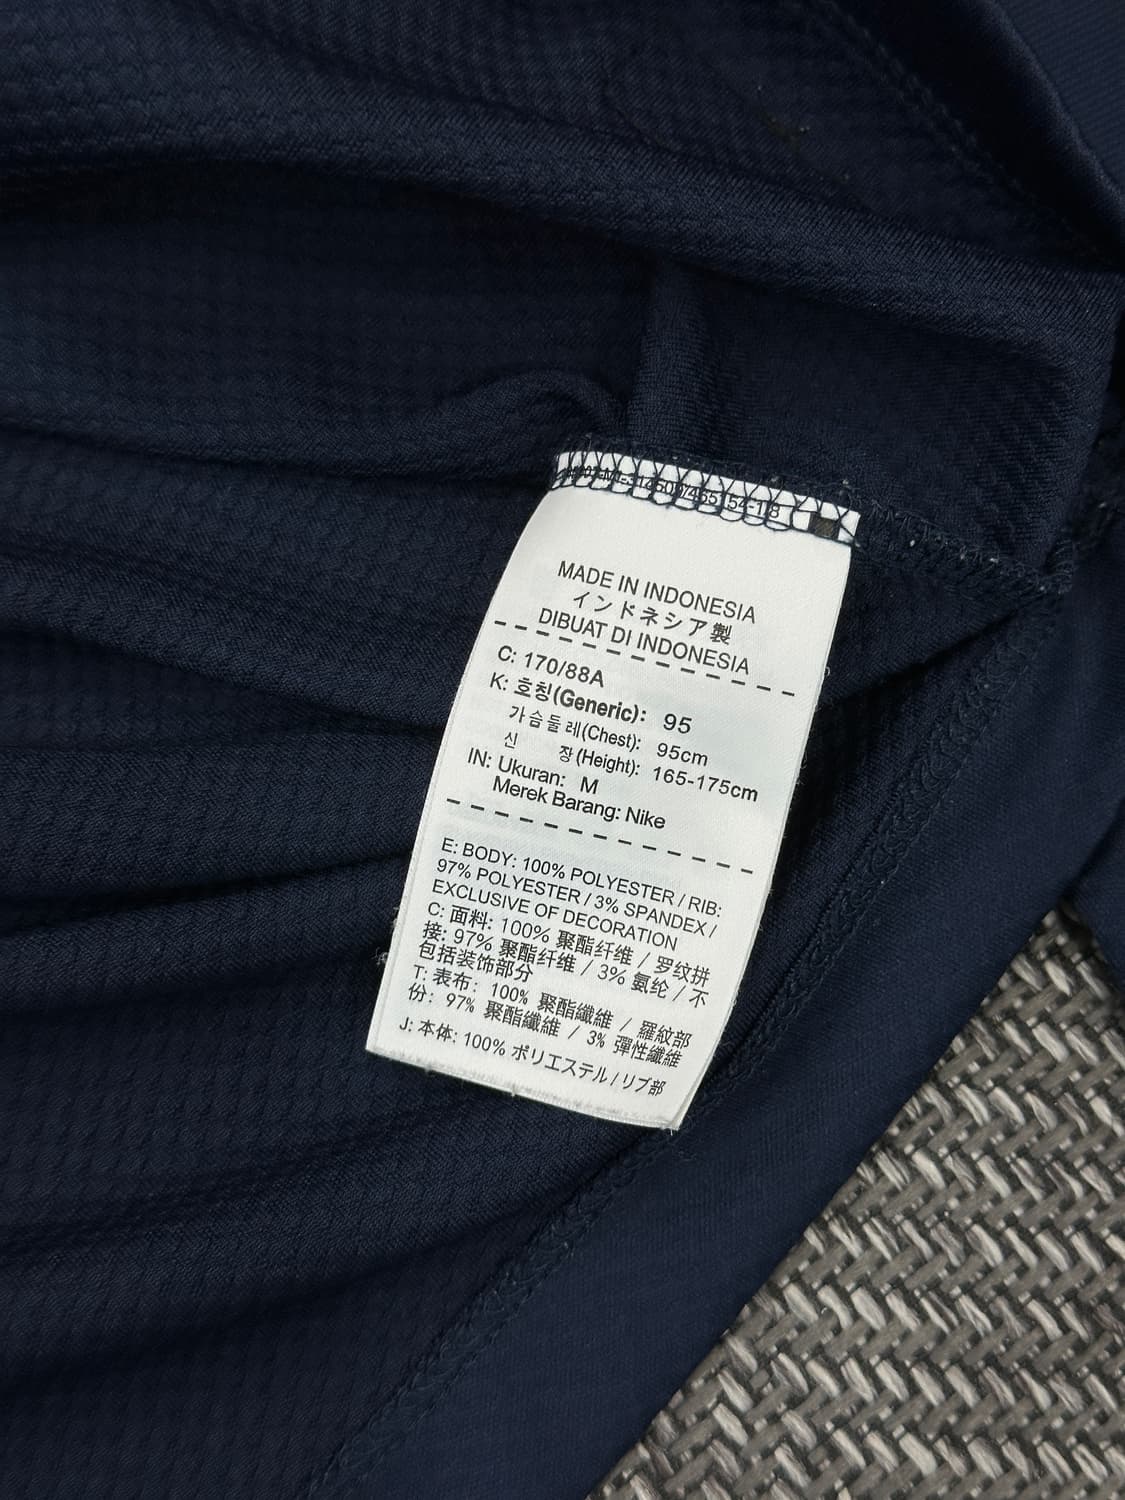 MADE IN INDONESIA
インドネシア製
DIBUAT DI INDONESIA
C: 170/88A
K: 호칭(Generic): 95
가슴둘레(Chest): 95cm
신 장(Height): 165-175cm
IN: Ukuran: M
Merek Barang: Nike
E: BODY: 100% POLYESTER / RIB:
97% POLYESTER / 3% SPANDEX /
EXCLUSIVE OF DECORATION
C: 面料: 100% 聚酯纤维 / 罗纹拼
接: 97% 聚酯纤维 / 3% 氨纶 / 不
包括装饰部分
T: 表布: 100% 聚酯纖維 / 羅紋部
份: 97% 聚酯纖維 / 3% 彈性纖維
J: 本体: 100% ポリエステル / リブ部